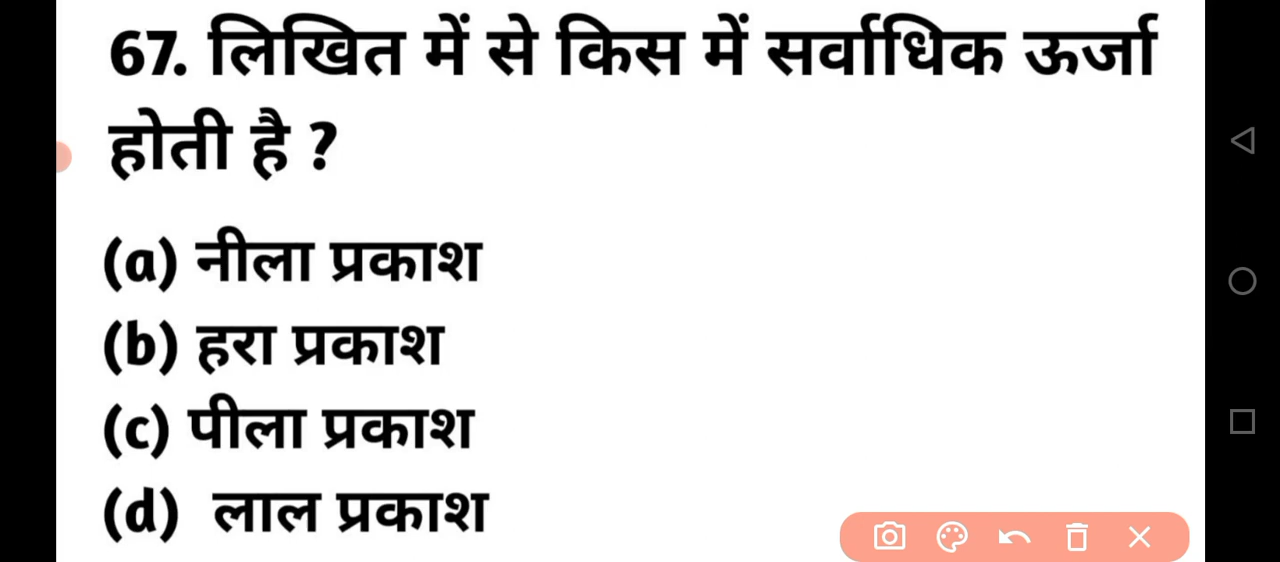 67. लिखित में से किस में सर्वाधिक ऊर्जा
होती है ?
(a) नीला प्रकाश
(b) हरा प्रकाश
(c) पीला प्रकाश
(d) लाल प्रकाश